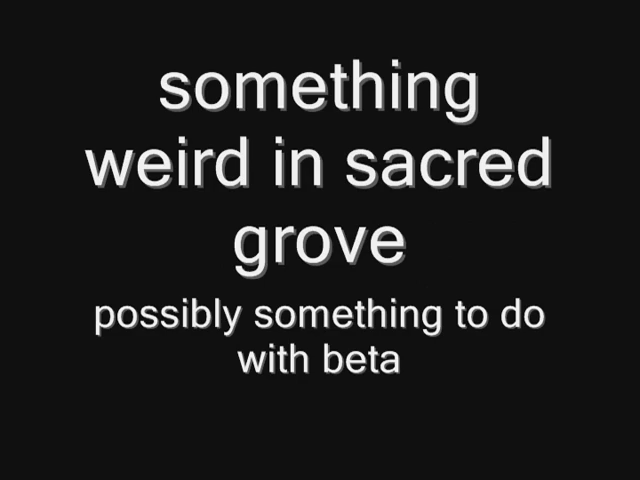 something
weird in sacred
grove
possibly something to do
with beta